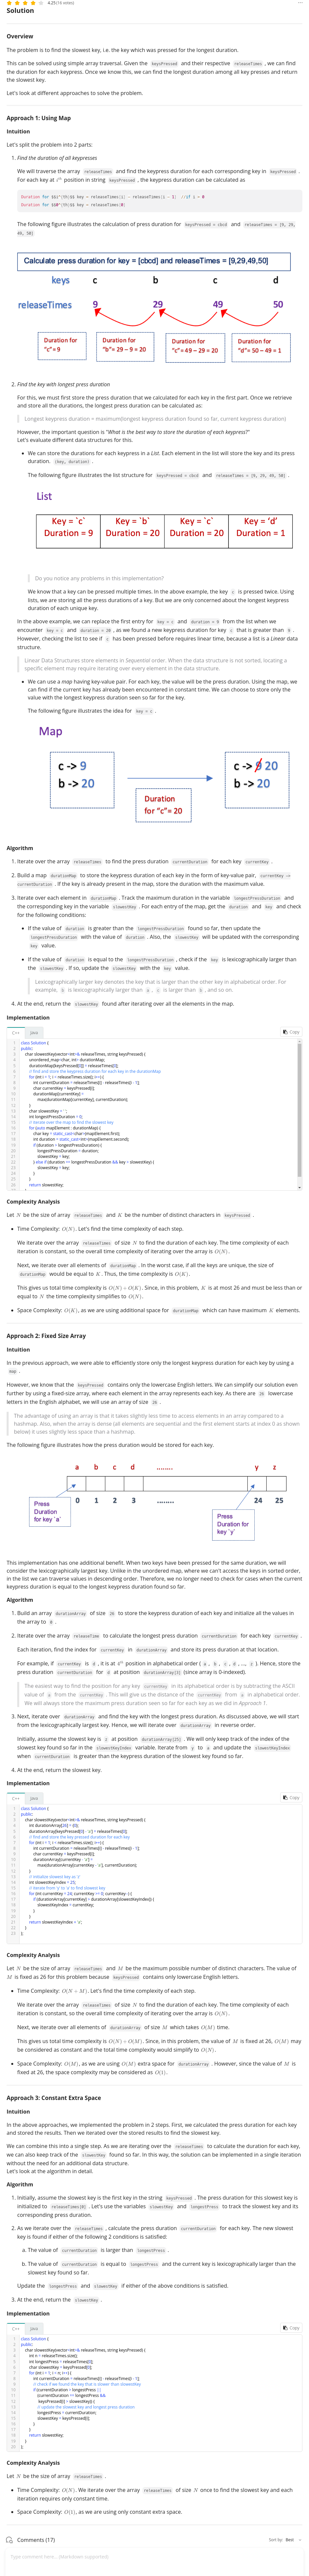 4.25 (16 votes)
Solution
Overview
The problem is to find the slowest key, i.e. the key which was pressed for the longest duration.
This can be solved using simple array traversal. Given the keysPressed and their respective releaseTimes , we can find
the duration for each keypress. Once we know this, we can find the longest duration among all key presses and return
the slowest key.
Let's look at different approaches to solve the problem.
Approach 1: Using Map
Intuition
Let's split the problem into 2 parts:
1. Find the duration of all keypresses
We will traverse the array releaseTimes and find the keypress duration for each corresponding key in keysPressed .
For each key at i^th position in string keysPressed , the keypress duration can be calculated as
The following figure illustrates the calculation of press duration for keysPressed = cbcd and releaseTimes = [9, 29,
49, 50]
Calculate press duration for key = [cbcd] and releaseTimes = [9,29,49,50]
keys c b c d
releaseTimes 9 29 49 50
Duration for "c" = 9
Duration for "b"= 29 – 9 = 20
Duration for "c"= 49 – 29 = 20
Duration for "d"= 50 – 49 = 1
2. Find the key with longest press duration
For this, we must first store the press duration that we calculated for each key in the first part. Once we retrieve
and store all the durations, the longest press duration can be calculated as:
Longest keypress duration = maximum(longest keypress duration found so far, current keypress duration)
However, the important question is "What is the best way to store the duration of each keypress?"
Let's evaluate different data structures for this.
• We can store the durations for each keypress in a List. Each element in the list will store the key and its press
duration. (key, duration) .
The following figure illustrates the list structure for keysPressed = cbcd and releaseTimes = [9, 29, 49, 50] .
List
Key = `c` Duration = 9
Key = `b` Duration = 20
Key = `c` Duration = 20
Key = 'd' Duration = 1
Do you notice any problems in this implementation?
We know that a key can be pressed multiple times. In the above example, the key c is pressed twice. Using
lists, we are storing all the press durations of a key. But we are only concerned about the longest keypress
duration of each unique key.
In the above example, we can replace the first entry for key = c and duration = 9 from the list when we
encounter key = c and duration = 20 , as we found a new keypress duration for key c that is greater than 9 .
However, checking the list to see if c has been pressed before requires linear time, because a list is a Linear data
structure.
Linear Data Structures store elements in Sequential order. When the data structure is not sorted, locating a
specific element may require iterating over every element in the data structure.
• We can use a map having key-value pair. For each key, the value will be the press duration. Using the map, we
can find if the current key has already been encountered in constant time. We can choose to store only the
value with the longest keypress duration seen so far for the key.
The following figure illustrates the idea for key = c .
Map
c -> 9
b -> 20
Duration for "c"= 20
c -> 9 20
b -> 20
Algorithm
1. Iterate over the array releaseTimes to find the press duration currentDuration for each key currentKey .
2. Build a map durationMap to store the keypress duration of each key in the form of key-value pair, currentKey ->
currentDuration . If the key is already present in the map, store the duration with the maximum value.
3. Iterate over each element in durationMap . Track the maximum duration in the variable longestPressDuration and
the corresponding key in the variable slowestKey . For each entry of the map, get the duration and key and check
for the following conditions:
• If the value of duration is greater than the longestPressDuration found so far, then update the
longestPressDuration with the value of duration . Also, the slowestKey will be updated with the corresponding
key value.
• If the value of duration is equal to the longestPressDuration , check if the key is lexicographically larger than
the slowestKey . If so, update the slowestKey with the key value.
Lexicographically larger key denotes the key that is larger than the other key in alphabetical order. For
example, b is lexicographically larger than a . c is larger than b , and so on.
4. At the end, return the slowestKey found after iterating over all the elements in the map.
Implementation
C++ Java Copy
class Solution {
public:
char slowestKey(vector<int>& releaseTimes, string keysPressed) {
unordered_map<char, int> durationMap;
durationMap[keysPressed[0]] = releaseTimes[0];
// find and store the keypress duration for each key in the durationMap
for (int i = 1; i < releaseTimes.size(); i++) {
int currentDuration = releaseTimes[i] - releaseTimes[i - 1];
char currentKey = keysPressed[i];
durationMap[currentKey] =
max(durationMap[currentKey], currentDuration);
}
char slowestKey = ' ';
int longestPressDuration = 0;
// iterate over the map to find the slowest key
for (auto mapElement : durationMap) {
char key = static_cast<char>(mapElement.first);
int duration = static_cast<int>(mapElement.second);
if (duration > longestPressDuration) {
longestPressDuration = duration;
slowestKey = key;
} else if (duration == longestPressDuration && key > slowestKey) {
slowestKey = key;
}
}
return slowestKey;
Complexity Analysis
Let N be the size of array releaseTimes and K be the number of distinct characters in keysPressed .
• Time Complexity: O(N). Let's find the time complexity of each step.
We iterate over the array releaseTimes of size N to find the duration of each key. The time complexity of each
iteration is constant, so the overall time complexity of iterating over the array is O(N).
Next, we iterate over all elements of durationMap . In the worst case, if all the keys are unique, the size of
durationMap would be equal to K. Thus, the time complexity is O(K).
This gives us total time complexity is O(N) + O(K). Since, in this problem, K is at most 26 and must be less than or
equal to N the time complexity simplifies to O(N).
• Space Complexity: O(K), as we are using additional space for durationMap which can have maximum K elements.
Approach 2: Fixed Size Array
Intuition
In the previous approach, we were able to efficiently store only the longest keypress duration for each key by using a
map .
However, we know that the keysPressed contains only the lowercase English letters. We can simplify our solution even
further by using a fixed-size array, where each element in the array represents each key. As there are 26 lowercase
letters in the English alphabet, we will use an array of size 26 .
The advantage of using an array is that it takes slightly less time to access elements in an array compared to a
hashmap. Also, when the array is dense (all elements are sequential and the first element starts at index 0 as shown
below) it uses slightly less space than a hashmap.
The following figure illustrates how the press duration would be stored for each key.
a b c d ........ y z
0 1 2 3 ........ 24 25
Press Duration for key `a`
Press Duration for key `y`
This implementation has one additional benefit. When two keys have been pressed for the same duration, we will
consider the lexicographically larger key. Unlike in the unordered map, where we can't access the keys in sorted order,
in the list we can traverse values in descending order. Therefore, we no longer need to check for cases when the current
keypress duration is equal to the longest keypress duration found so far.
Algorithm
1. Build an array durationArray of size 26 to store the keypress duration of each key and initialize all the values in
the array to 0 .
2. Iterate over the array releaseTime to calculate the longest press duration currentDuration for each key currentKey .
Each iteration, find the index for currentKey in durationArray and store its press duration at that location.
For example, if currentKey is d , it is at 4^th position in alphabetical order ( a , b , c , d , ..., z ). Hence, store the
press duration currentDuration for d at position durationArray[3] (since array is 0-indexed).
The easiest way to find the position for any key currentKey in its alphabetical order is by subtracting the ASCII
value of a from the currentKey . This will give us the distance of the currentKey from a in alphabetical order.
We will always store the maximum press duration seen so far for each key as we did in Approach 1.
3. Next, iterate over durationArray and find the key with the longest press duration. As discussed above, we will start
from the lexicographically largest key. Hence, we will iterate over durationArray in reverse order.
Initially, assume the slowest key is z at position durationArray[25] . We will only keep track of the index of the
slowest key found so far in the slowestKeyIndex variable. Iterate from y to a and update the slowestKeyIndex
when currentDuration is greater than the keypress duration of the slowest key found so far.
4. At the end, return the slowest key.
Implementation
C++ Java Copy
class Solution {
public:
char slowestKey(vector<int>& releaseTimes, string keysPressed) {
int durationArray[26] = {0};
durationArray[keysPressed[0] - 'a'] = releaseTimes[0];
// find and store the key pressed duration for each key
for (int i = 1; i < releaseTimes.size(); i++) {
int currentDuration = releaseTimes[i] - releaseTimes[i - 1];
char currentKey = keysPressed[i];
durationArray[currentKey - 'a'] =
max(durationArray[currentKey - 'a'], currentDuration);
}
// initialize slowest key as 'z'
int slowestKeyIndex = 25;
// iterate from 'y' to 'a' to find slowest key
for (int currentKey = 24; currentKey >= 0; currentKey--) {
if (durationArray[currentKey] > durationArray[slowestKeyIndex]) {
slowestKeyIndex = currentKey;
}
}
return slowestKeyIndex + 'a';
}
};
Complexity Analysis
Let N be the size of array releaseTimes and M be the maximum possible number of distinct characters. The value of
M is fixed as 26 for this problem because keysPressed contains only lowercase English letters.
• Time Complexity: O(N + M). Let's find the time complexity of each step.
We iterate over the array releaseTimes of size N to find the duration of each key. The time complexity of each
iteration is constant, so the overall time complexity of iterating over the array is O(N).
Next, we iterate over all elements of durationArray of size M which takes O(M) time.
This gives us total time complexity is O(N) + O(M). Since, in this problem, the value of M is fixed at 26, O(M) may
be considered as constant and the total time complexity would simplify to O(N).
• Space Complexity: O(M), as we are using O(M) extra space for durationArray . However, since the value of M is
fixed at 26, the space complexity may be considered as O(1).
Approach 3: Constant Extra Space
Intuition
In the above approaches, we implemented the problem in 2 steps. First, we calculated the press duration for each key
and stored the results. Then we iterated over the stored results to find the slowest key.
We can combine this into a single step. As we are iterating over the releaseTimes to calculate the duration for each key,
we can also keep track of the slowestKey found so far. In this way, the solution can be implemented in a single iteration
without the need for an additional data structure.
Let's look at the algorithm in detail.
Algorithm
1. Initially, assume the slowest key is the first key in the string keysPressed . The press duration for this slowest key is
initialized to releaseTimes[0] . Let's use the variables slowestKey and longestPress to track the slowest key and its
corresponding press duration.
2. As we iterate over the releaseTimes , calculate the press duration currentDuration for each key. The new slowest
key is found if either of the following 2 conditions is satisfied:
a. The value of currentDuration is larger than longestPress .
b. The value of currentDuration is equal to longestPress and the current key is lexicographically larger than the
slowest key found so far.
Update the longestPress and slowestKey if either of the above conditions is satisfied.
3. At the end, return the slowestKey .
Implementation
C++ Java Copy
class Solution {
public:
char slowestKey(vector<int>& releaseTimes, string keysPressed) {
int n = releaseTimes.size();
int longestPress = releaseTimes[0];
char slowestKey = keysPressed[0];
for (int i = 1; i < n; i++) {
int currentDuration = releaseTimes[i] - releaseTimes[i - 1];
// check if we found the key that is slower than slowestKey
if (currentDuration > longestPress ||
(currentDuration == longestPress &&
keysPressed[i] > slowestKey)) {
// update the slowest key and longest press duration
longestPress = currentDuration;
slowestKey = keysPressed[i];
}
}
return slowestKey;
}
};
Complexity Analysis
Let N be the size of array releaseTimes .
• Time Complexity: O(N). We iterate over the array releaseTimes of size N once to find the slowest key and each
iteration requires only constant time.
• Space Complexity: O(1), as we are using only constant extra space.
Comments (17)
Sort by: Best
Type comment here... (Markdown supported)